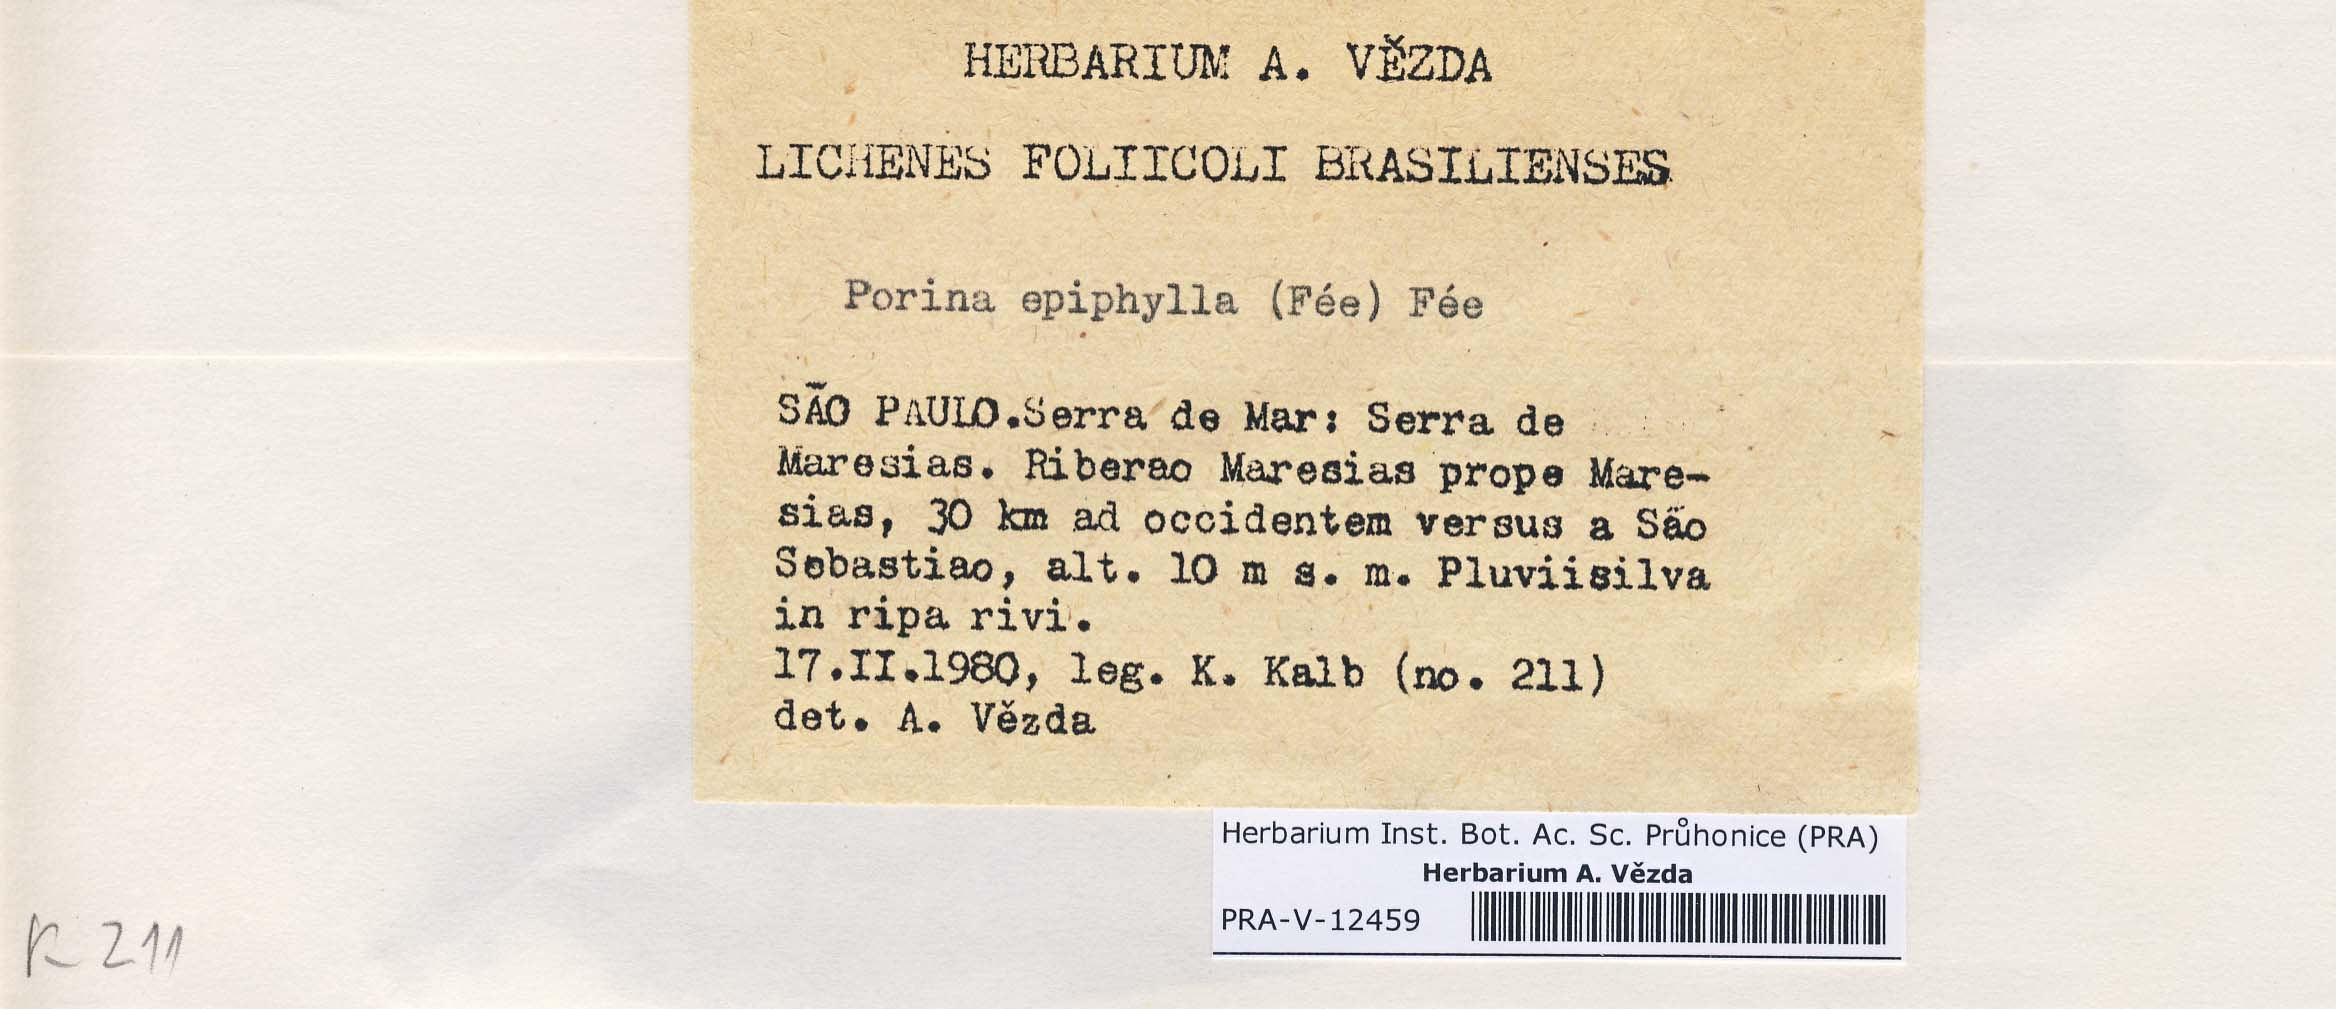 HERBARIUM A. VĚZDA
LICHENES FOLIICOLI BRASILIENSES
Porina epiphylla (Fée) Fée
SÃO PAULO.Serra de Mar: Serra de
Maresias. Riberao Maresias prope Mare-
sias, 30 km ad occidentem versus a São
Sebastiao, alt. 10 m s. m. Pluviisilva
in ripa rivi.
17.II.1980, leg. K. Kalb (no. 211)
det. A. Vězda
Herbarium Inst. Bot. Ac. Sc. Průhonice (PRA)
Herbarium A. Vězda
PRA-V-12459
K 211